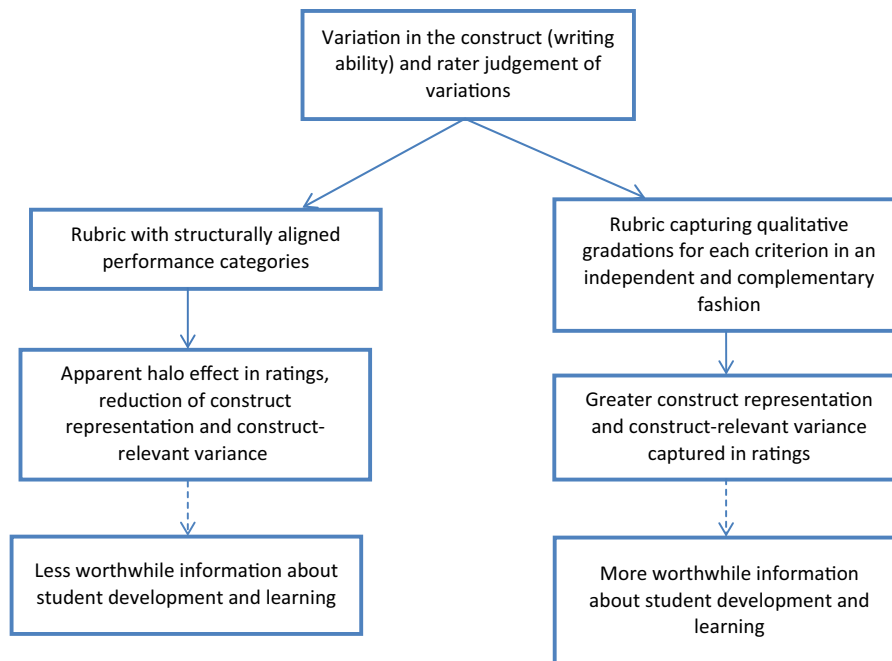 Variation in the construct (writing
ability) and rater judgement of
variations
Rubric with structurally aligned
performance categories
Rubric capturing qualitative
gradations for each criterion in an
independent and complementary
fashion
Apparent halo effect in ratings,
reduction of construct
representation and construct-
relevant variance
Greater construct representation
and construct-relevant variance
captured in ratings
Less worthwhile information about
student development and learning
More worthwhile information
about student development and
learning